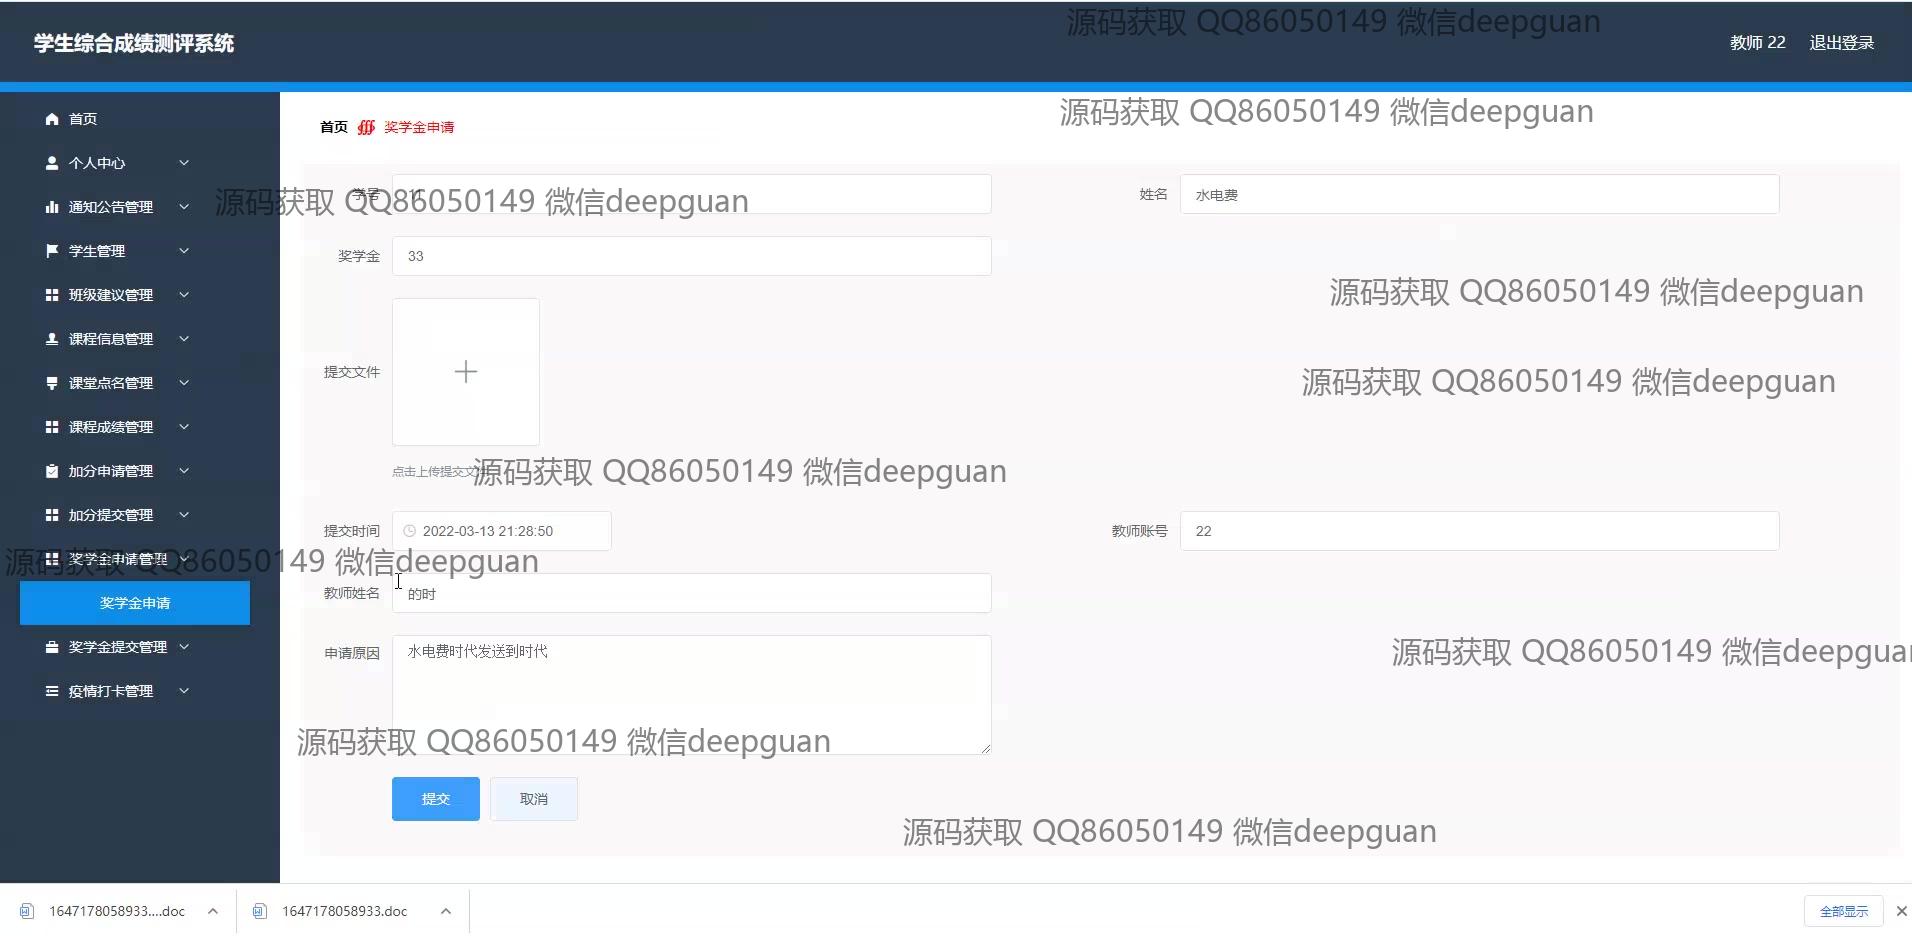 源码获取 QQ86050149 微信deepguan
学生综合成绩测评系统
教师 22 退出登录
源码获取 QQ86050149 微信deepguan
首页
个人中心
通知公告管理
学生管理
班级建议管理
课程信息管理
课堂点名管理
课程成绩管理
加分申请管理
加分提交管理
奖学金申请管理
奖学金申请
奖学金提交管理
疫情打卡管理
首页 奖学金申请
学号 11
姓名 水电费
源码获取 QQ86050149 微信deepguan
奖学金 33
源码获取 QQ86050149 微信deepguan
提交文件
源码获取 QQ86050149 微信deepguan
点击上传提交文件
源码获取 QQ86050149 微信deepguan
提交时间 2022-03-13 21:28:50
教师账号 22
源码获取 QQ86050149 微信deepguan
教师姓名 的时
申请原因 水电费时代发送到时代
源码获取 QQ86050149 微信deepguan
源码获取 QQ86050149 微信deepguan
提交 取消
源码获取 QQ86050149 微信deepguan
1647178058933....doc
1647178058933.doc
全部显示